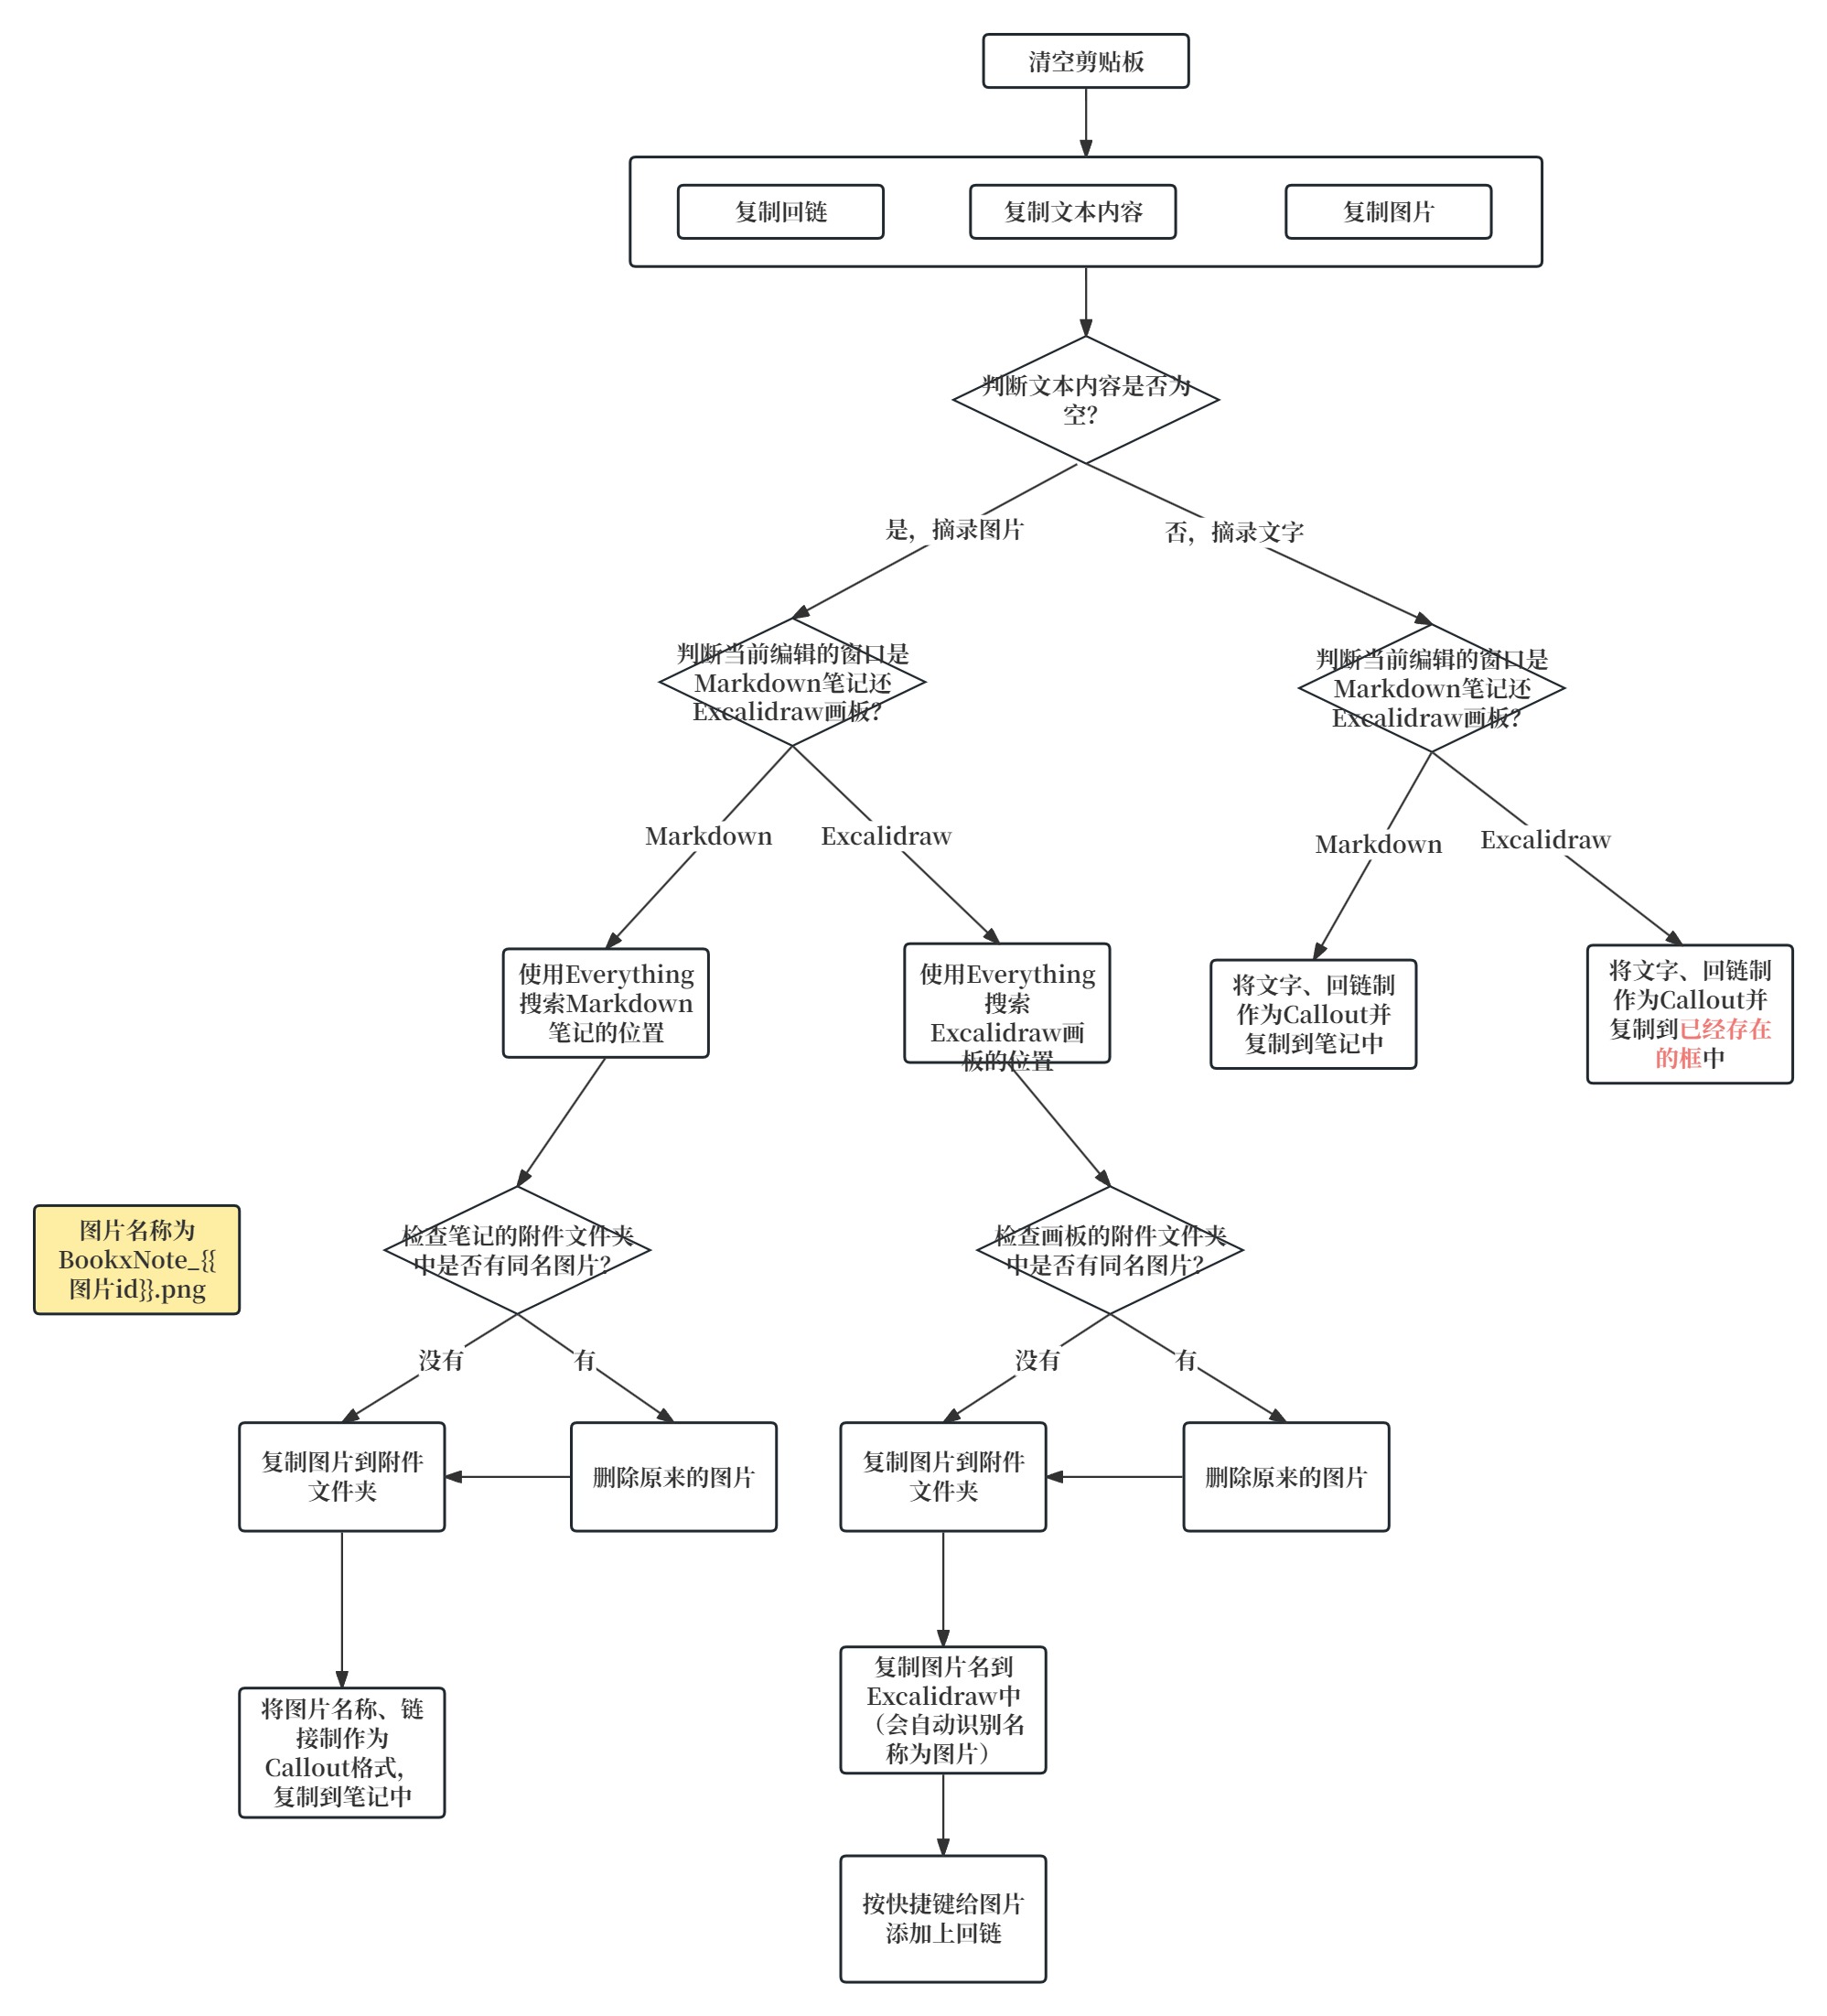 清空剪贴板
复制回链
复制文本内容
复制图片
判断文本内容是否为
空？
是，摘录图片
否，摘录文字
判断当前编辑的窗口是
Markdown笔记还
Excalidraw画板？
判断当前编辑的窗口是
Markdown笔记还
Excalidraw画板？
Markdown
Excalidraw
Markdown
Excalidraw
使用Everything
搜索Markdown
笔记的位置
使用Everything
搜索
Excalidraw画
板的位置
将文字、回链制
作为Callout并
复制到笔记中
将文字、回链制
作为Callout并
复制到已经存在
的框中
图片名称为
BookxNote_{{
图片id}}.png
检查笔记的附件文件夹
中是否有同名图片？
检查画板的附件文件夹
中是否有同名图片？
没有
有
没有
有
复制图片到附件
文件夹
删除原来的图片
复制图片到附件
文件夹
删除原来的图片
将图片名称、链
接制作为
Callout格式，
复制到笔记中
复制图片名到
Excalidraw中
（会自动识别名
称为图片）
按快捷键给图片
添加上回链